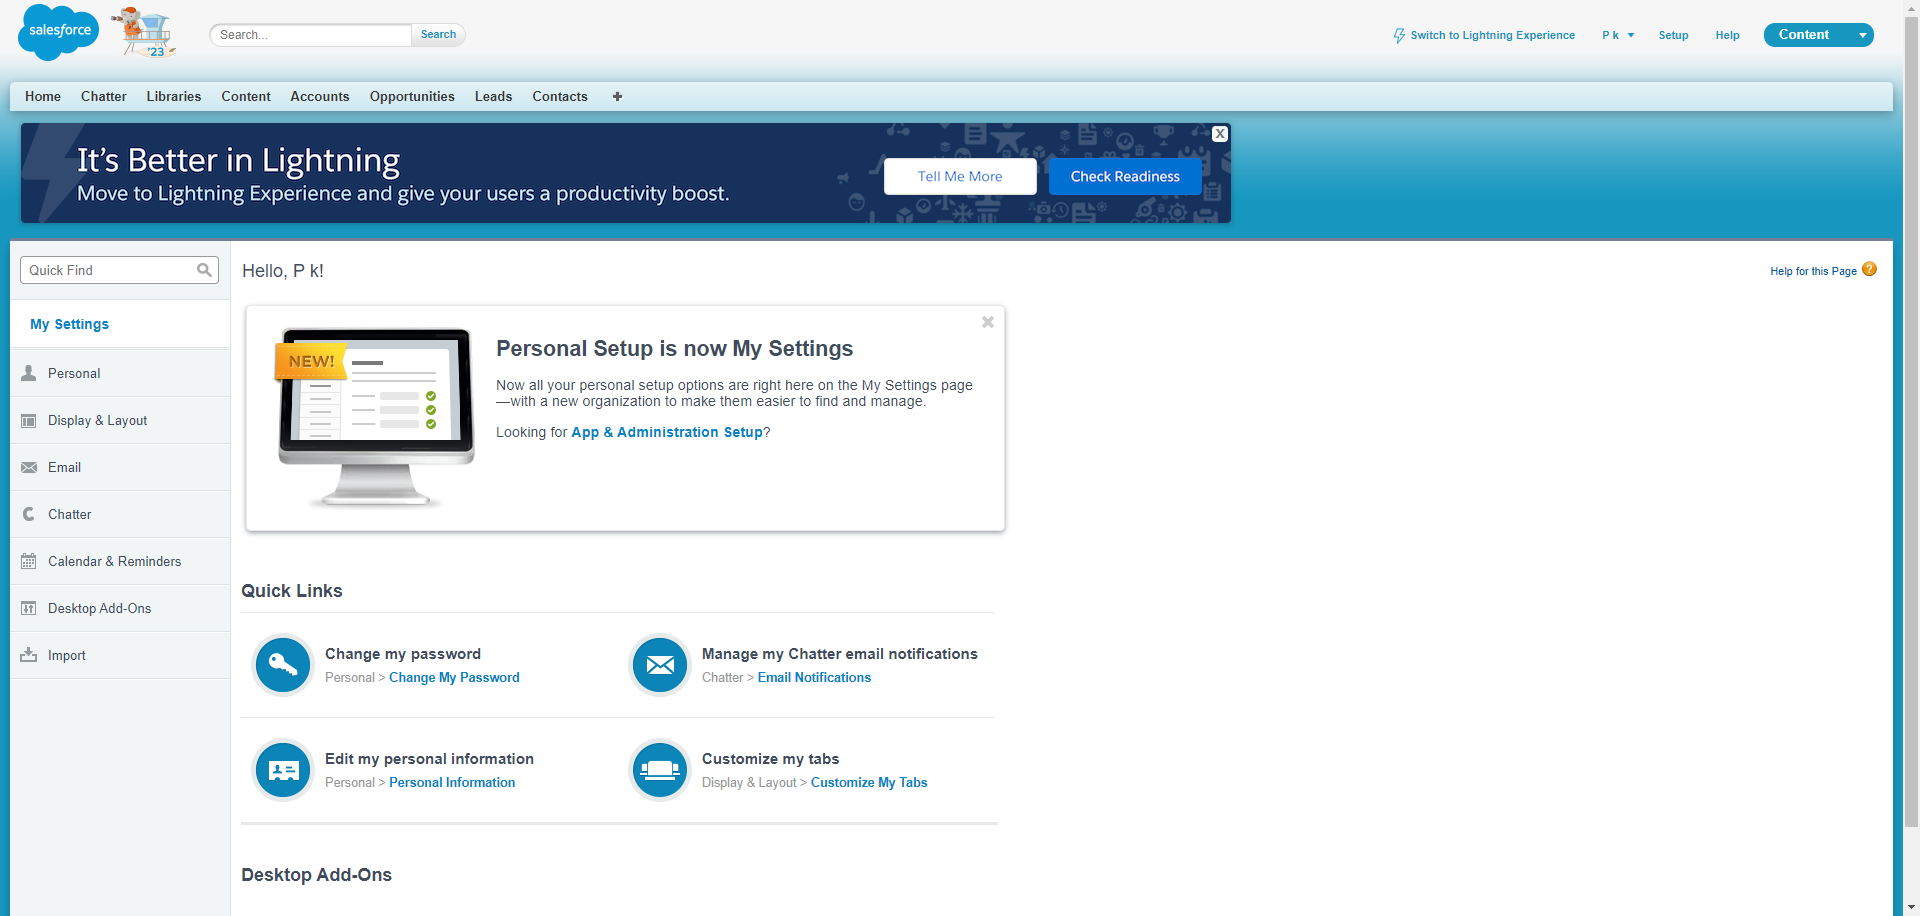 salesforce
'23
Search...
Search
Switch to Lightning Experience
P k
Setup
Help
Content
Home
Chatter
Libraries
Content
Accounts
Opportunities
Leads
Contacts
+
It's Better in Lightning
Move to Lightning Experience and give your users a productivity boost.
Tell Me More
Check Readiness
X
Quick Find
My Settings
Personal
Display & Layout
Email
Chatter
Calendar & Reminders
Desktop Add-Ons
Import
Hello, P k!
Help for this Page
?
NEW!
Personal Setup is now My Settings
Now all your personal setup options are right here on the My Settings page
—with a new organization to make them easier to find and manage.
Looking for App & Administration Setup?
Quick Links
Change my password
Personal > Change My Password
Manage my Chatter email notifications
Chatter > Email Notifications
Edit my personal information
Personal > Personal Information
Customize my tabs
Display & Layout > Customize My Tabs
Desktop Add-Ons